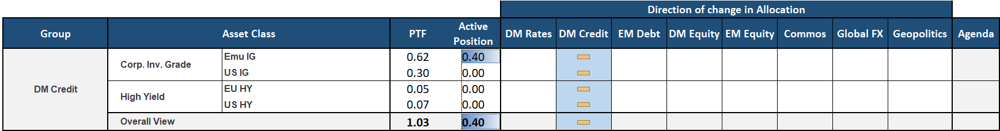 Direction of change in Allocation
Group Asset Class PTF Active Position DM Rates DM Credit EM Debt DM Equity EM Equity Commos Global FX Geopolitics Agenda
DM Credit
Corp. Inv. Grade
Emu IG 0.62 0.40
US IG 0.30 0.00
High Yield
EU HY 0.05 0.00
US HY 0.07 0.00
Overall View 1.03 0.40